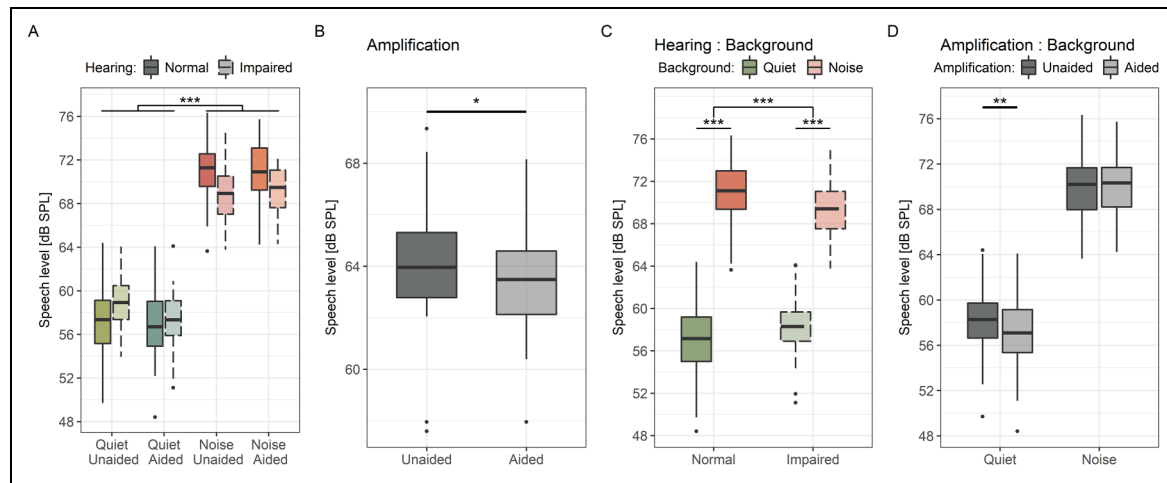 A
Hearing: Normal Impaired
***
Speech level [dB SPL]
76
72
68
64
60
56
52
48
Quiet Unaided
Quiet Aided
Noise Unaided
Noise Aided
B
Amplification
*
Speech level [dB SPL]
68
64
60
Unaided
Aided
C
Hearing : Background
Background: Quiet Noise
***
*** ***
Speech level [dB SPL]
76
72
68
64
60
56
52
48
Normal
Impaired
D
Amplification : Background
Amplification: Unaided Aided
**
Speech level [dB SPL]
76
72
68
64
60
56
52
48
Quiet
Noise